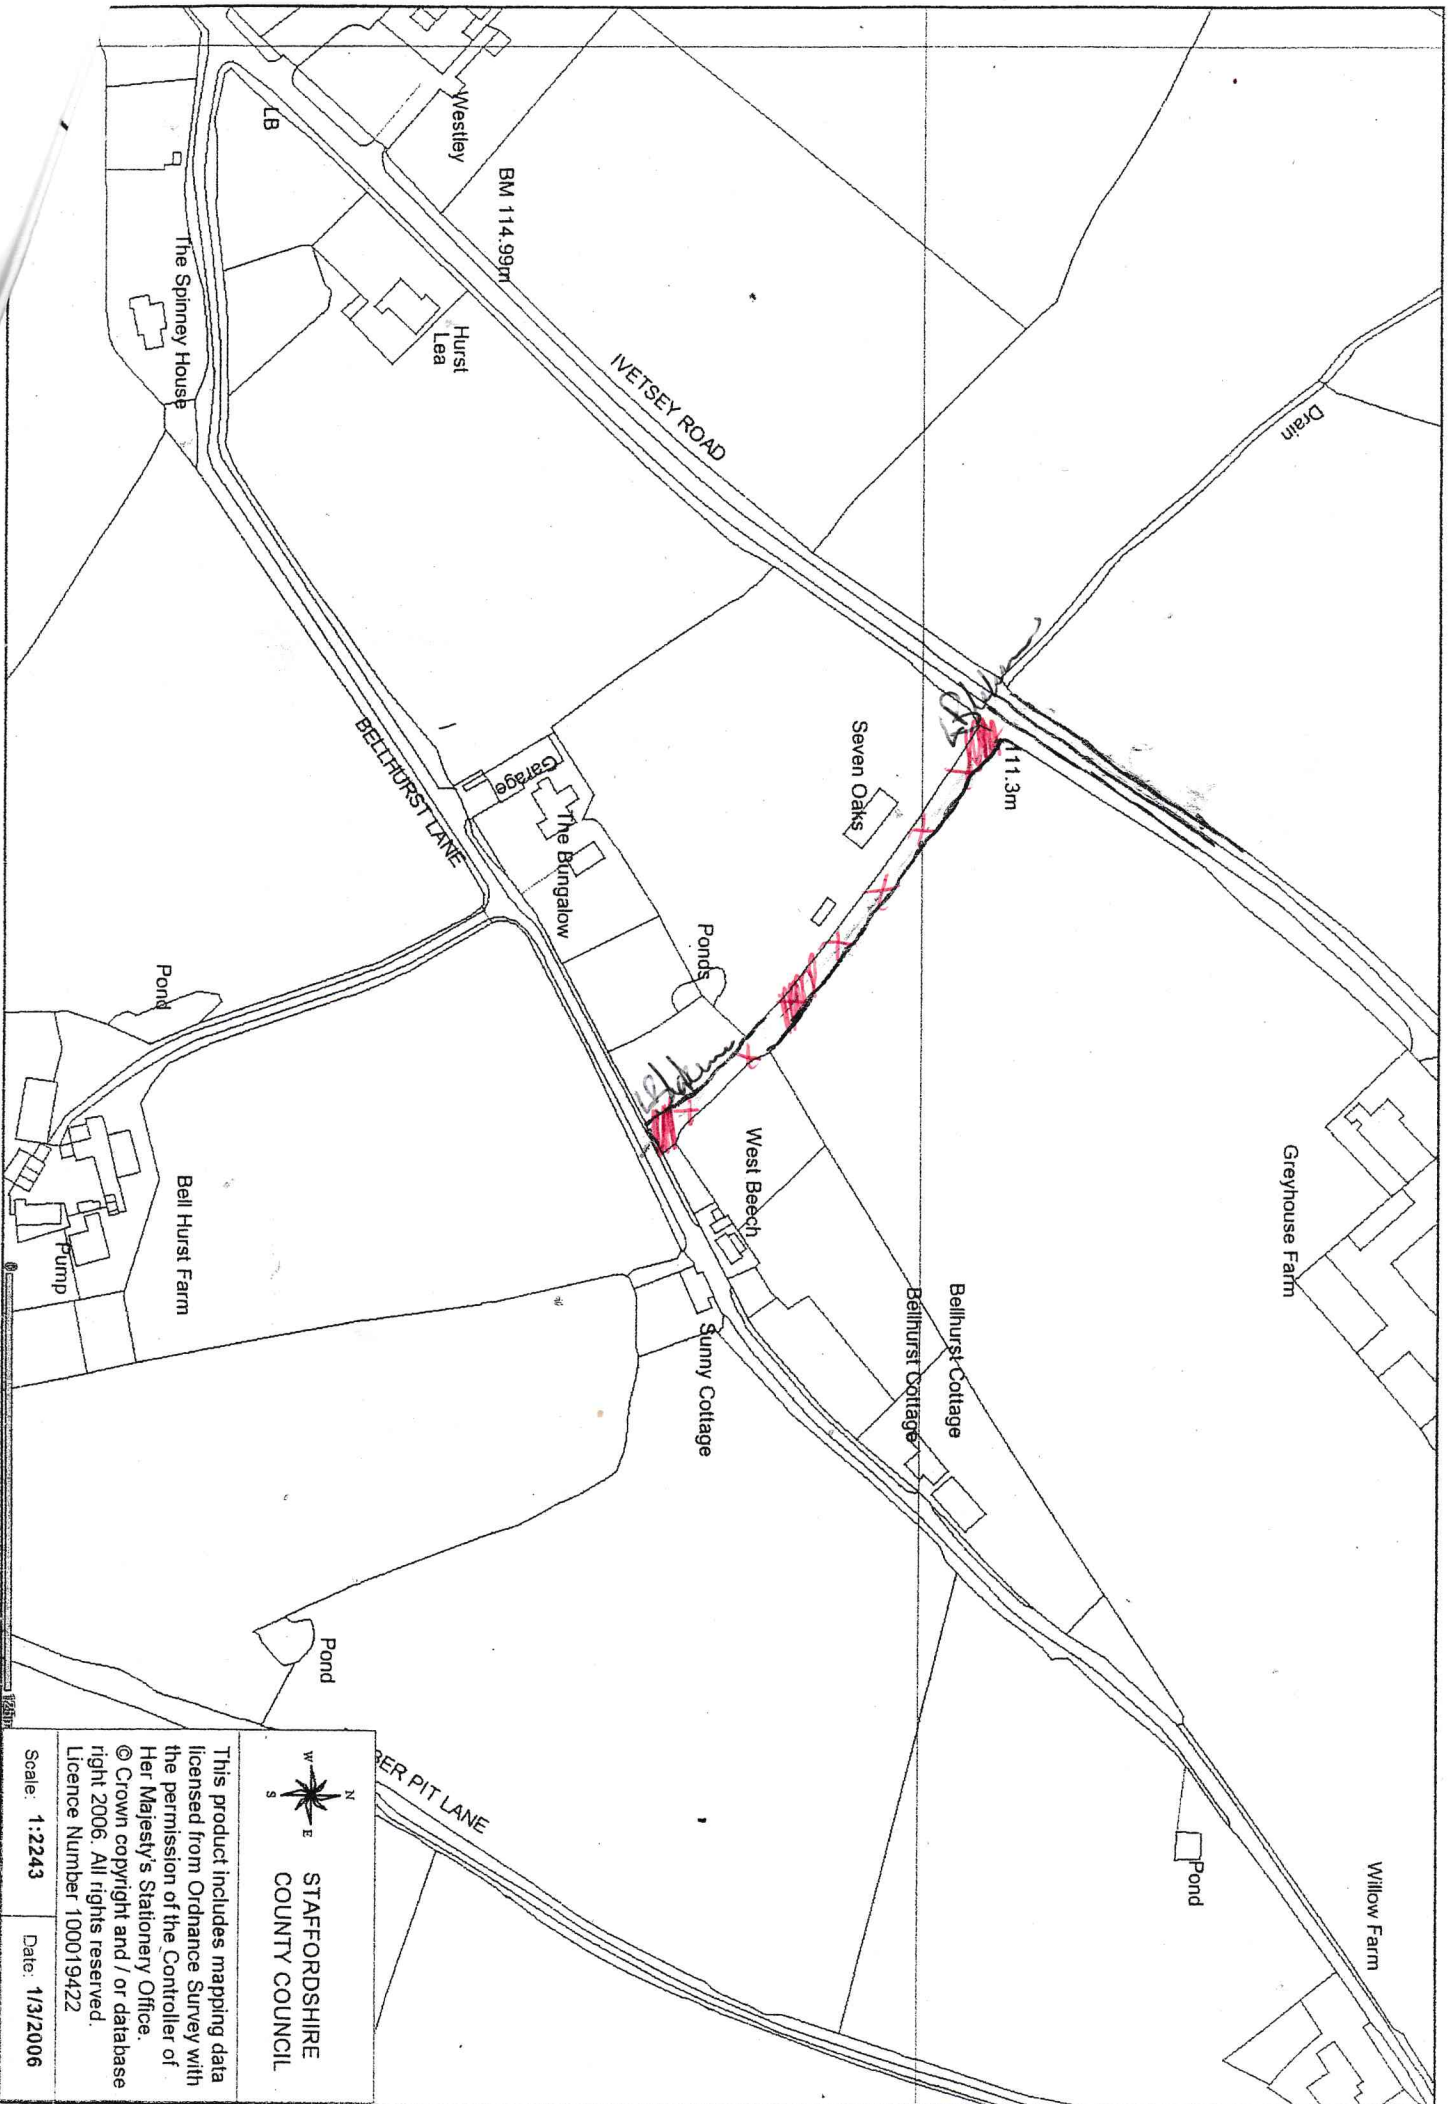 Westley
LB
BM 114.99m
The Spinney House
Hurst
Lea
IVETSEY ROAD
Drain
111.3m
Seven Oaks
Garage
The Bungalow
BELLHURST LANE
Ponds
Pond
West Beech
Greyhouse Farm
Bell Hurst Farm
Pump
Sunny Cottage
Bellhurst Cottage
Bellhurst Cottage
Pond
Pond
Willow Farm
BER PIT LANE
N
W
E
S
STAFFORDSHIRE
COUNTY COUNCIL
This product includes mapping data
licensed from Ordnance Survey with
the permission of the Controller of
Her Majesty's Stationery Office.
© Crown copyright and / or database
right 2006. All rights reserved.
Licence Number 100019422
Scale: 1:2243
Date: 1/3/2006
0